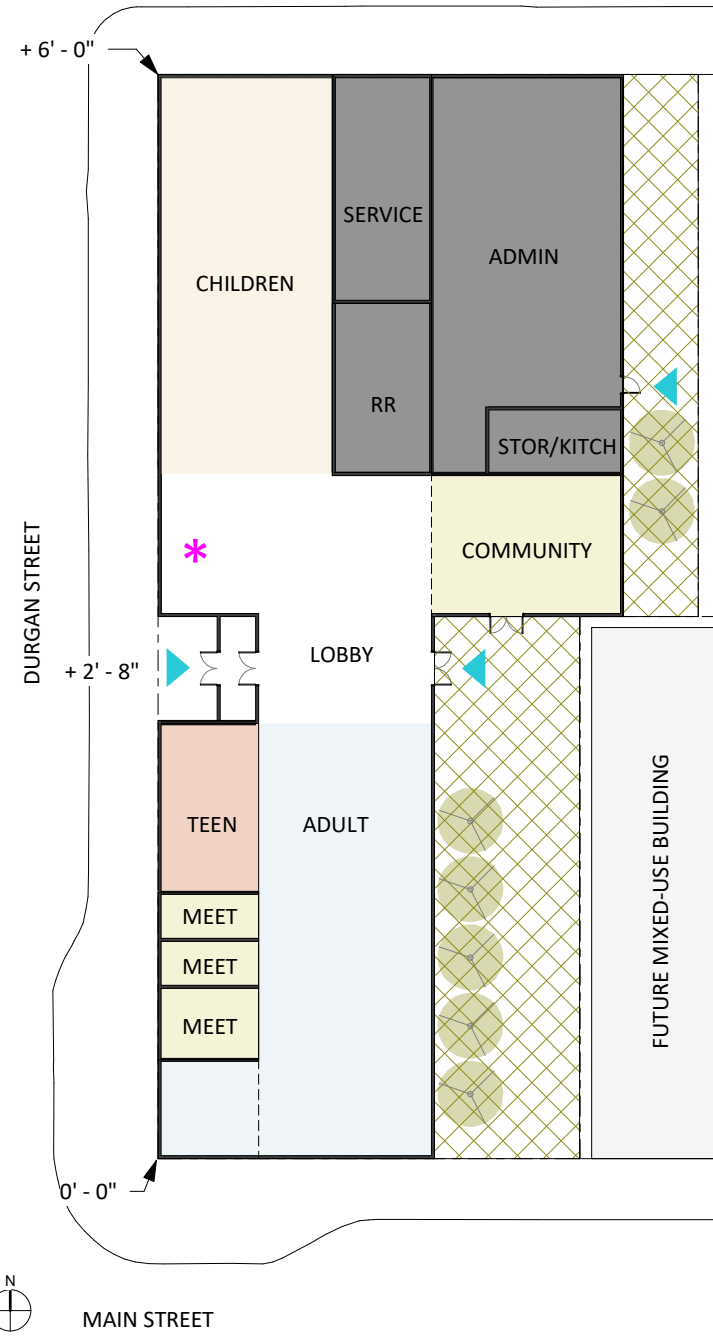 + 6' - 0"
SERVICE
ADMIN
CHILDREN
RR
STOR/KITCH
*
COMMUNITY
DURGAN STREET
LOBBY
+ 2' - 8"
TEEN
ADULT
FUTURE MIXED-USE BUILDING
MEET
MEET
MEET
0' - 0"
N
MAIN STREET